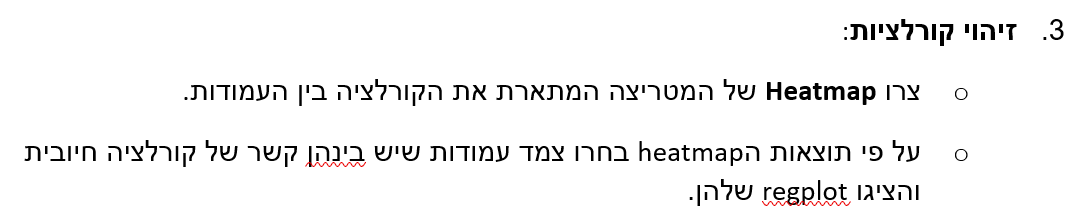 3. זיהוי קורלציות:
o צרו Heatmap של המטריצה המתארת את הקורלציה בין העמודות.
o על פי תוצאות הheatmap בחרו צמד עמודות שיש בינהן קשר של קורלציה חיובית
והציגו regplot שלהן.